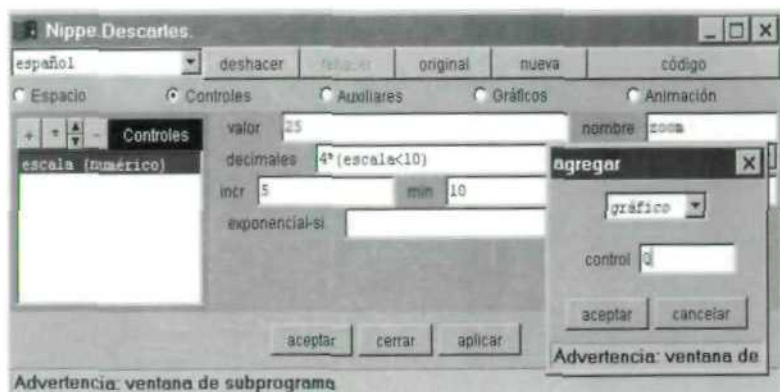 Nippe.Descartes.
español deshacer rehacer original nueva código
Espacio Controles Auxiliares Gráficos Animación
+ * - Controles valor 25 nombre zoom
escala (numérico) decimales 4*(escala<10)
incr 5 min 10
exponencial-si
agregar
gráfico
control Q
aceptar cancelar
Advertencia: ventana de
aceptar cerrar aplicar
Advertencia: ventana de subprograma